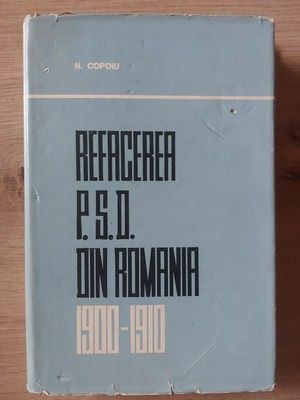 N. COPOIU
REFACEREA
P.S.D.
DIN ROMANIA
1900-1910